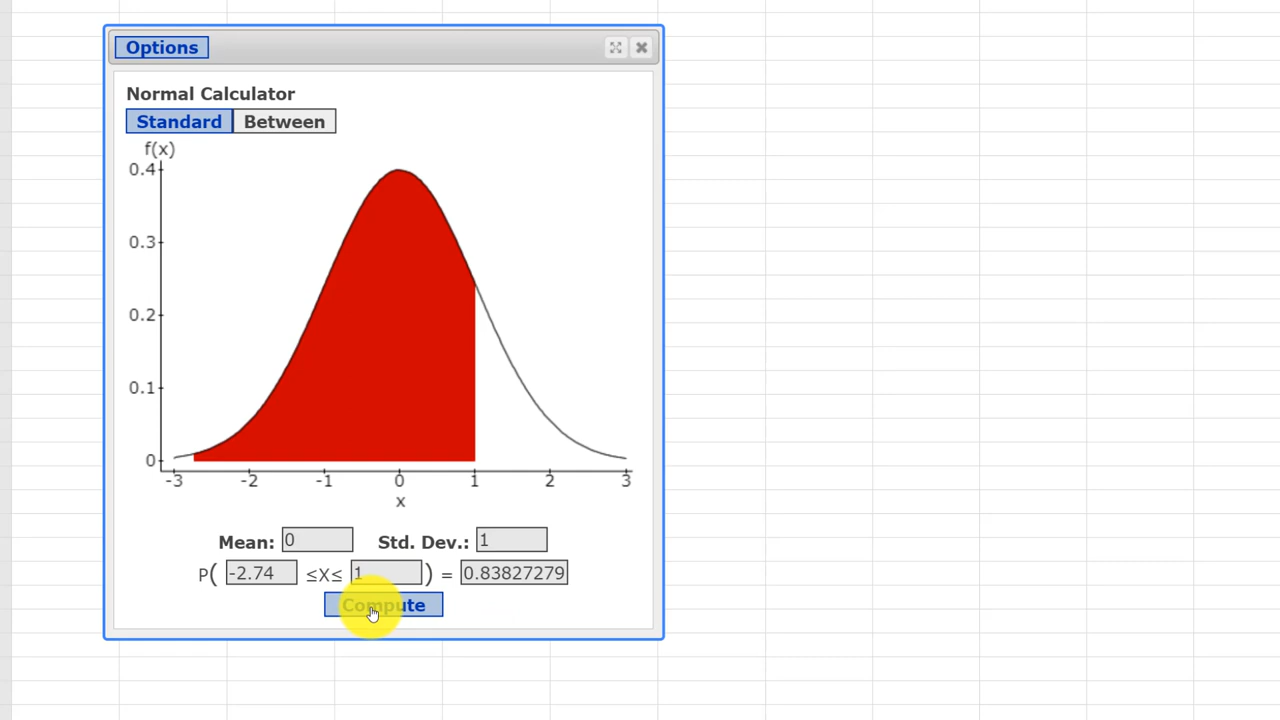 Options
Normal Calculator
Standard Between
f(x)
0.4
0.3
0.2
0.1
0
-3 -2 -1 0 1 2 3
x
Mean: 0 Std. Dev.: 1
P( -2.74 ≤X≤ 1 ) = 0.83827279
Compute